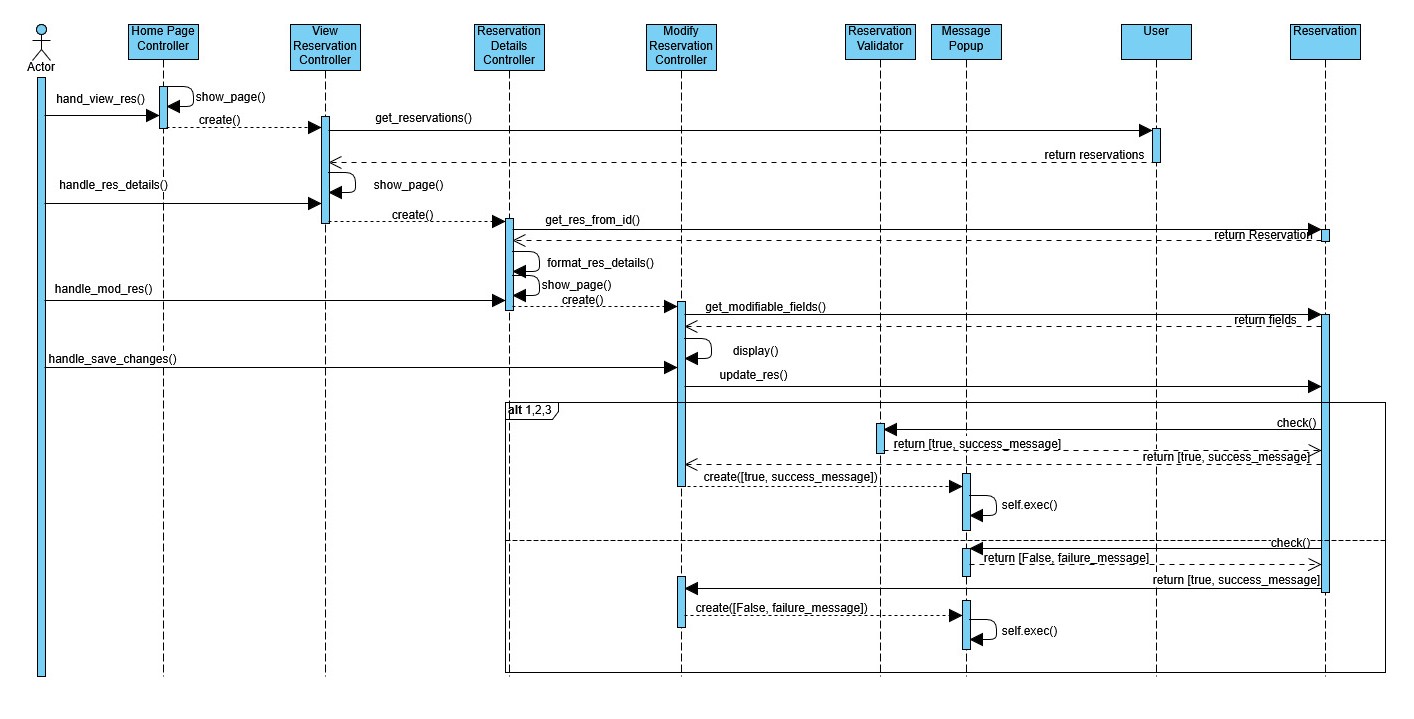 Home Page
Controller
View
Reservation
Controller
Reservation
Details
Controller
Modify
Reservation
Controller
Reservation
Validator
Message
Popup
User
Reservation
Actor
hand_view_res()
show_page()
create()
get_reservations()
return reservations
handle_res_details()
show_page()
create()
get_res_from_id()
return Reservation
format_res_details()
show_page()
handle_mod_res()
create()
get_modifiable_fields()
return fields
display()
handle_save_changes()
update_res()
alt 1,2,3
check()
return [true, success_message]
return [true, success_message]
create([true, success_message])
self.exec()
check()
return [False, failure_message]
return [true, success_message]
create([False, failure_message])
self.exec()